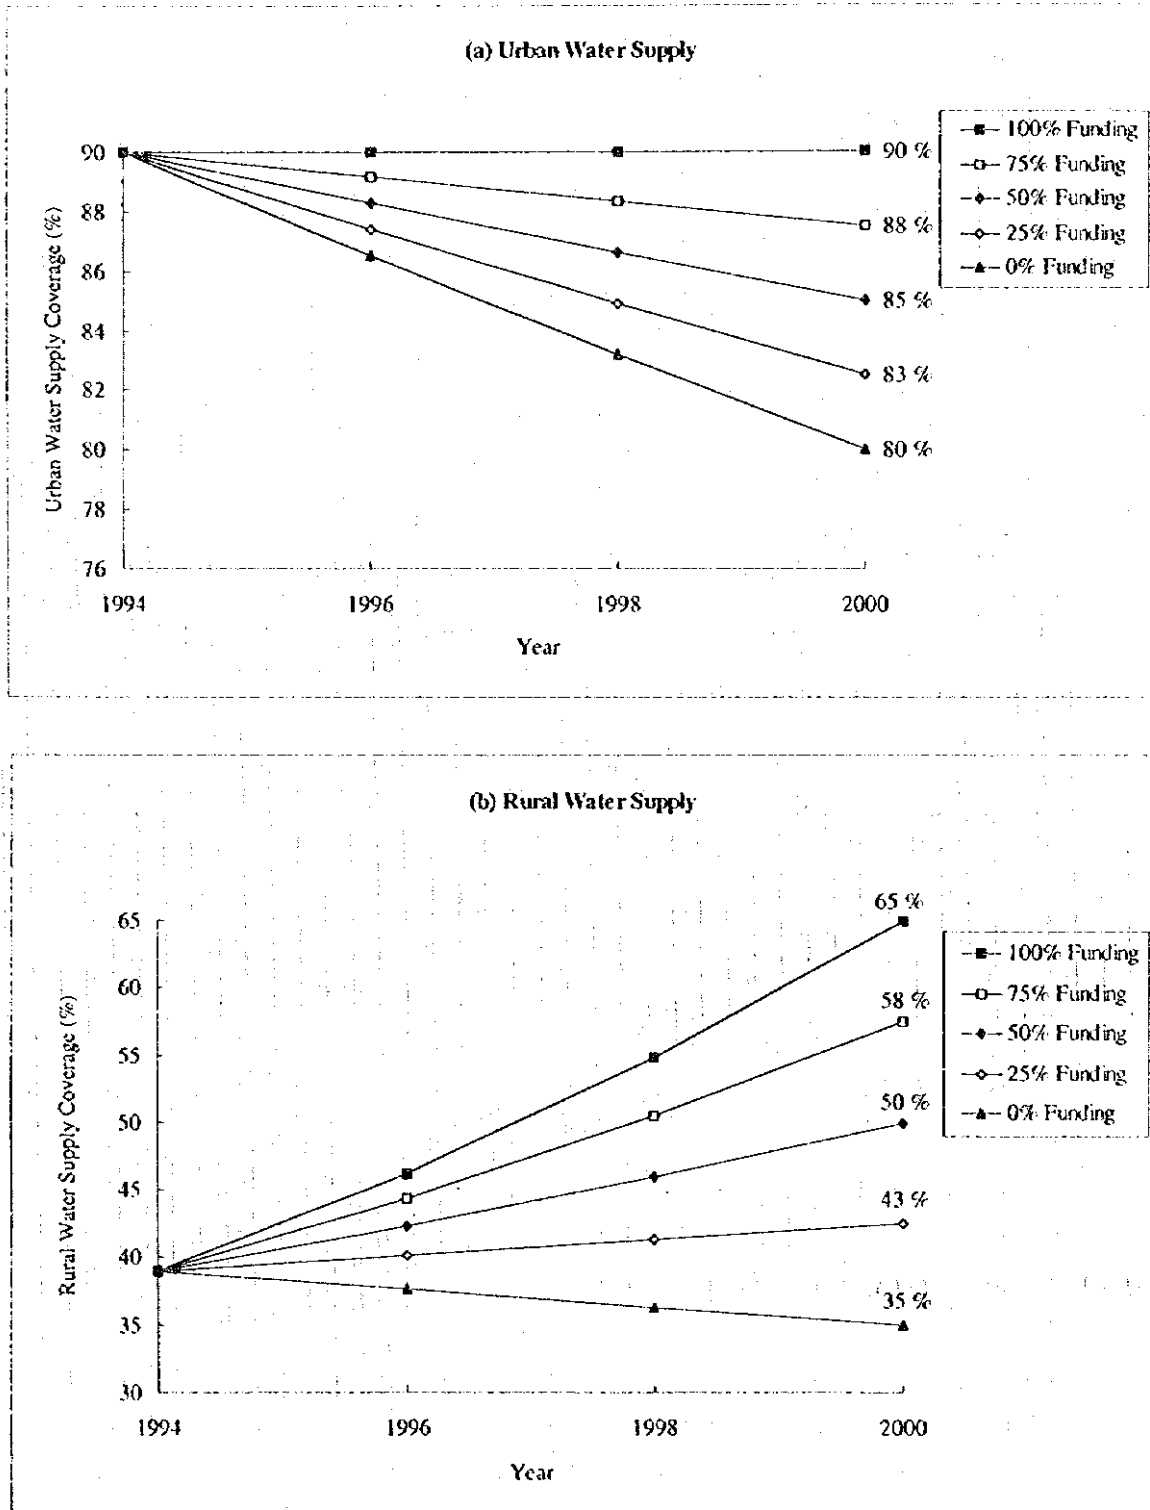 (a) Urban Water Supply
100% Funding
75% Funding
50% Funding
25% Funding
0% Funding
Urban Water Supply Coverage (%)
90
88
86
84
82
80
78
76
90 %
88 %
85 %
83 %
80 %
1994 1996 1998 2000
Year
(b) Rural Water Supply
100% Funding
75% Funding
50% Funding
25% Funding
0% Funding
Rural Water Supply Coverage (%)
65
60
55
50
45
40
35
30
65 %
58 %
50 %
43 %
35 %
1994 1996 1998 2000
Year